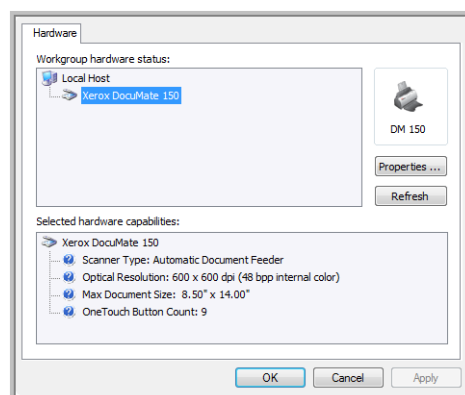 Hardware
Workgroup hardware status:
Local Host
Xerox DocuMate 150
DM 150
Properties ...
Refresh
Selected hardware capabilities:
Xerox DocuMate 150
Scanner Type: Automatic Document Feeder
Optical Resolution: 600 x 600 dpi (48 bpp internal color)
Max Document Size: 8.50" x 14.00"
OneTouch Button Count: 9
OK Cancel Apply